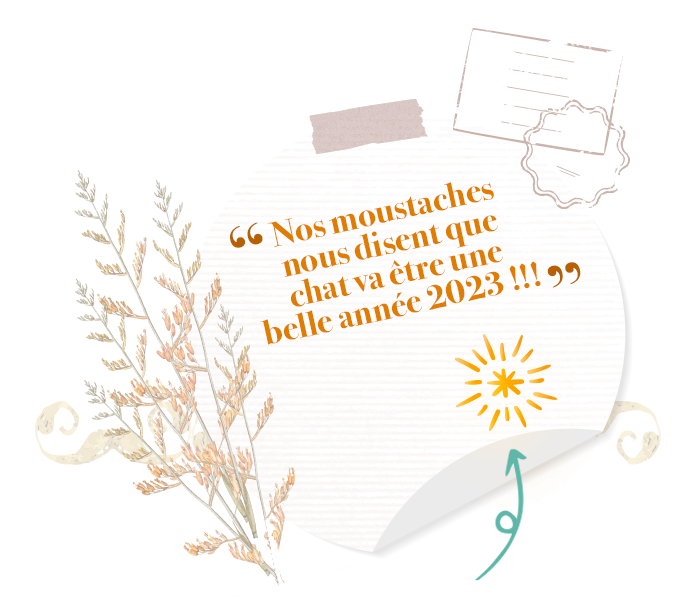 “ Nos moustaches
nous disent que
chat va être une
belle année 2023 !!! ”